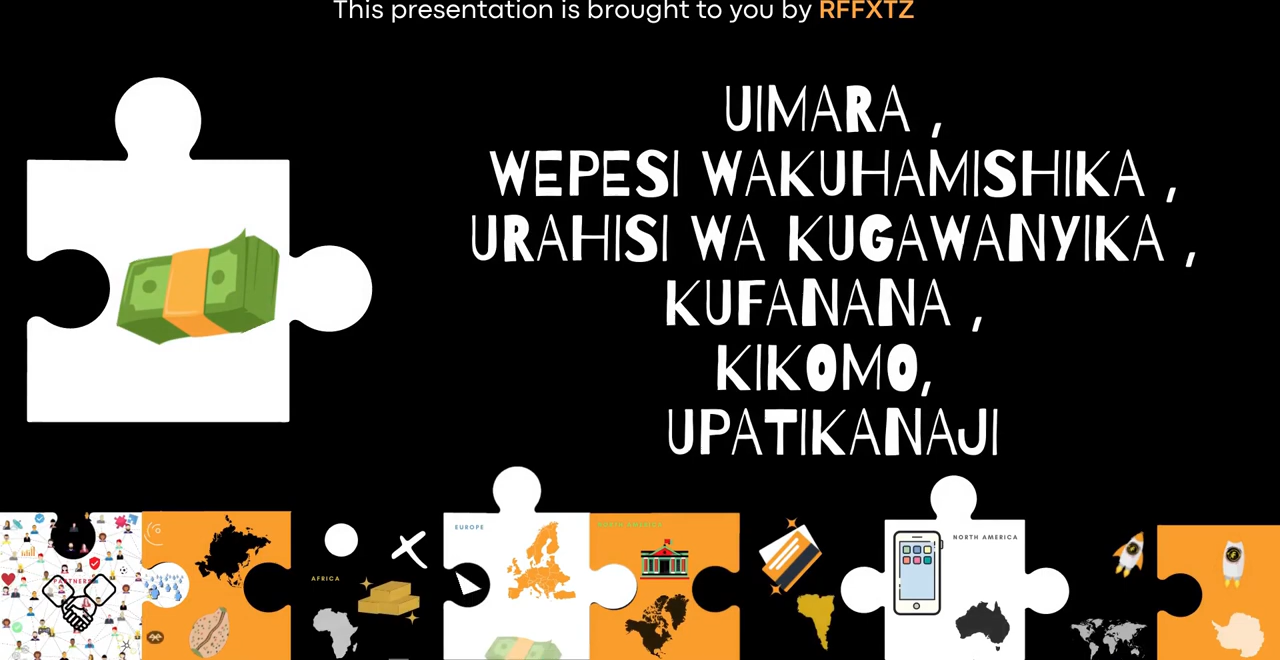 This presentation is brought to you by RFFXTZ
UIMARA ,
WEPESI WAKUHAMISHIKA ,
URAHISI WA KUGAWANYIKA ,
KUFANANA ,
KIKOMO,
UPATIKANAJI
EUROPE
NORTH AMERICA
NORTH AMERICA
AFRICA
PARTNERS